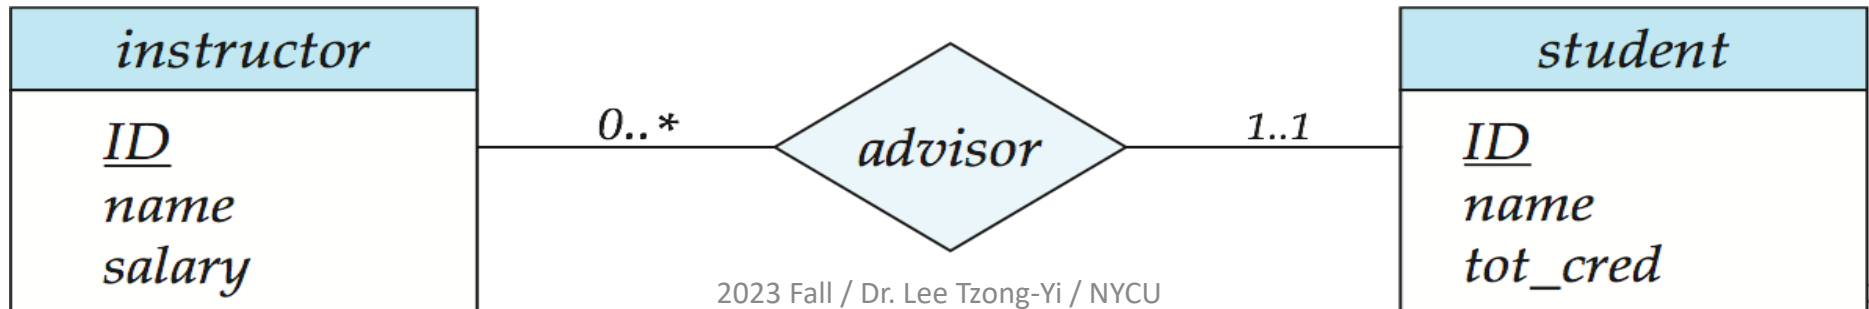 instructor
ID
name
salary
0..*
advisor
1..1
student
ID
name
tot_cred
2023 Fall / Dr. Lee Tzong-Yi / NYCU